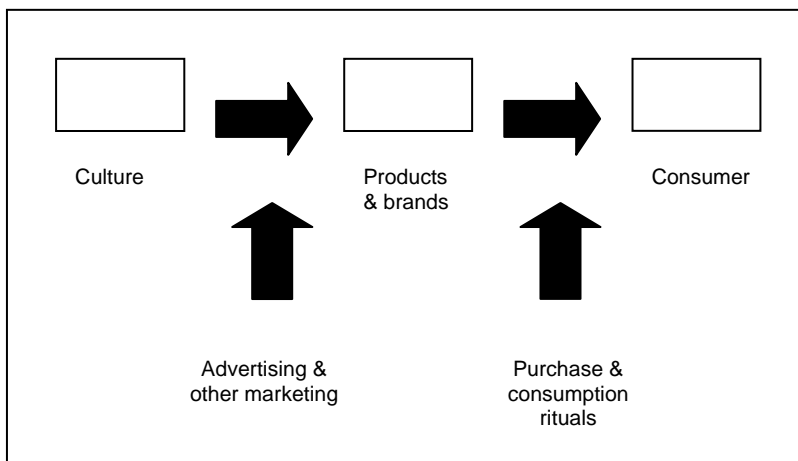 Culture
Products
& brands
Consumer
Advertising &
other marketing
Purchase &
consumption
rituals